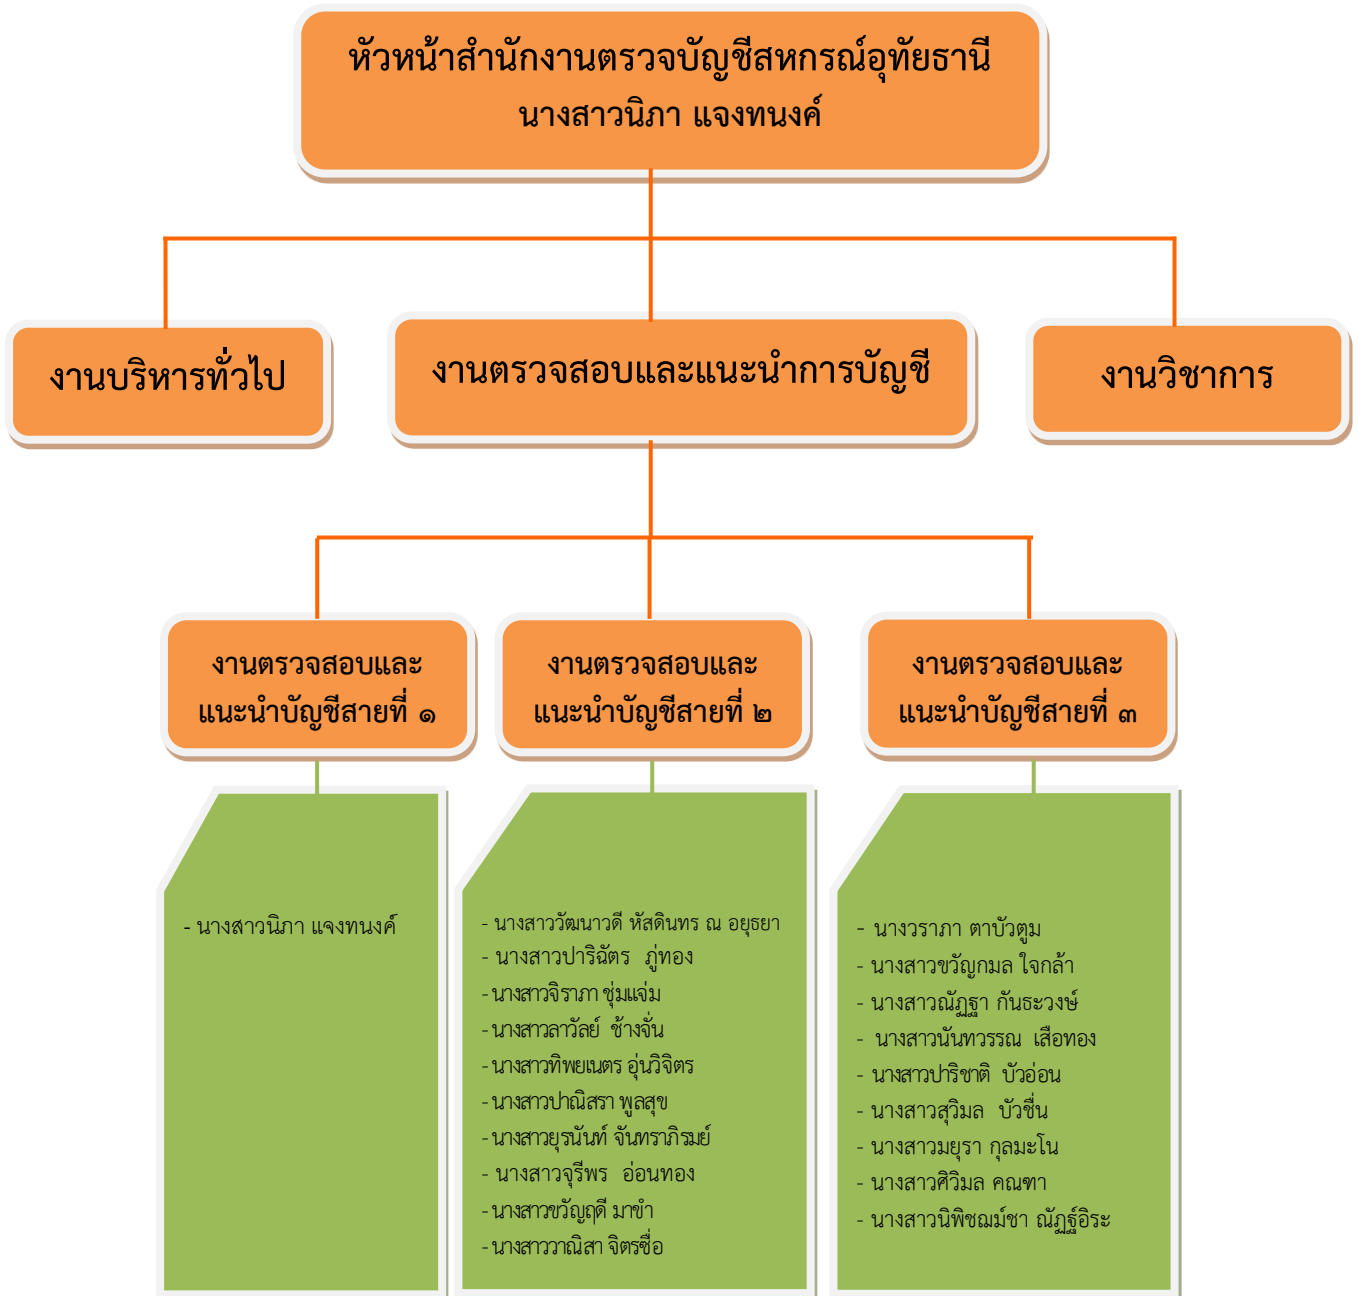 หัวหน้าสำนักงานตรวจบัญชีสหกรณ์อุทัยธานี
นางสาวนิภา แจงทนงค์
งานบริหารทั่วไป
งานตรวจสอบและแนะนำการบัญชี
งานวิชาการ
งานตรวจสอบและ
แนะนำบัญชีสายที่ ๑
งานตรวจสอบและ
แนะนำบัญชีสายที่ ๒
งานตรวจสอบและ
แนะนำบัญชีสายที่ ๓
- นางสาวนิภา แจงทนงค์
- นางสาววัฒนาวดี หัสดินทร ณ อยุธยา
- นางสาวปาริฉัตร ภู่ทอง
- นางสาวจิราภา ชุ่มแจ่ม
- นางสาวลาวัลย์ ช้างจั่น
- นางสาวทิพยเนตร อุ่นวิจิตร
- นางสาวปาณิสรา พูลสุข
- นางสาวยุรนันท์ จันทราภิรมย์
- นางสาวจุรีพร อ่อนทอง
- นางสาวขวัญฤดี มาขำ
- นางสาววาณิสา จิตรซื่อ
- นางวราภา ตาบัวตูม
- นางสาวขวัญกมล ใจกล้า
- นางสาวณัฏฐา กันธะวงษ์
- นางสาวนันทวรรณ เสือทอง
- นางสาวปาริชาติ บัวอ่อน
- นางสาวสุวิมล บัวชื่น
- นางสาวมยุรา กุลมะโน
- นางสาวศิวิมล คณฑา
- นางสาวนิพิชฌม์ชา ณัฏฐ์อิระ